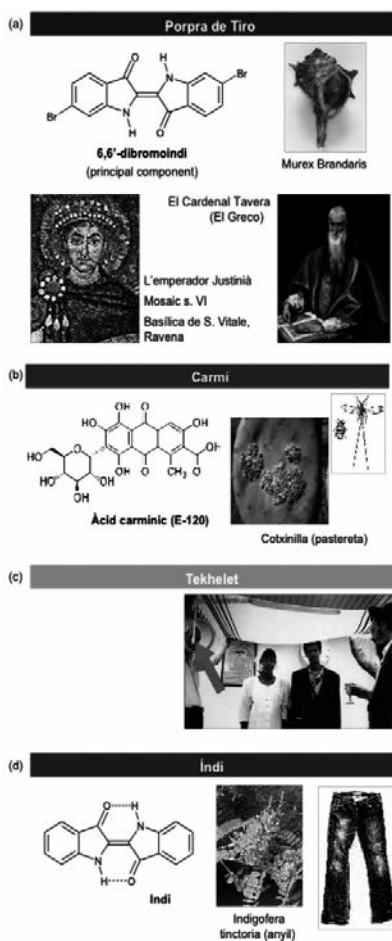 (a)
Porpra de Tiro
O
H
N
Br
Br
N
H
O
6,6'-dibromoindi
(principal component)
Murex Brandaris
El Cardenal Tavera
(El Greco)
L'emperador Justinià
Mosaic s. VI
Basílica de S. Vitale,
Ravena
(b)
Carmí
OH
O
HO
OH
HO
OH
HO
O
O
CH₃
O
HO
OH
OH
Àcid carmínic (E-120)
Cotxinilla (pastereta)
(c)
Tekhelet
(d)
Índi
O
H
N
N
H
O
Indi
Indigofera
tinctoria (anyil)